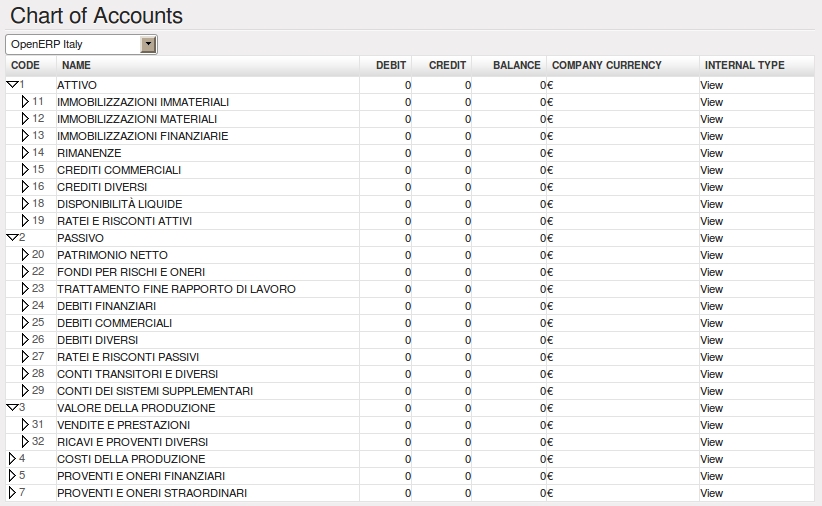 Chart of Accounts
OpenERP Italy
CODE NAME DEBIT CREDIT BALANCE COMPANY CURRENCY INTERNAL TYPE
1 ATTIVO 0 0 0 € View
11 IMMOBILIZZAZIONI IMMATERIALI 0 0 0 € View
12 IMMOBILIZZAZIONI MATERIALI 0 0 0 € View
13 IMMOBILIZZAZIONI FINANZIARIE 0 0 0 € View
14 RIMANENZE 0 0 0 € View
15 CREDITI COMMERCIALI 0 0 0 € View
16 CREDITI DIVERSI 0 0 0 € View
18 DISPONIBILITÀ LIQUIDE 0 0 0 € View
19 RATEI E RISCONTI ATTIVI 0 0 0 € View
2 PASSIVO 0 0 0 € View
20 PATRIMONIO NETTO 0 0 0 € View
22 FONDI PER RISCHI E ONERI 0 0 0 € View
23 TRATTAMENTO FINE RAPPORTO DI LAVORO 0 0 0 € View
24 DEBITI FINANZIARI 0 0 0 € View
25 DEBITI COMMERCIALI 0 0 0 € View
26 DEBITI DIVERSI 0 0 0 € View
27 RATEI E RISCONTI PASSIVI 0 0 0 € View
28 CONTI TRANSITORI E DIVERSI 0 0 0 € View
29 CONTI DEI SISTEMI SUPPLEMENTARI 0 0 0 € View
3 VALORE DELLA PRODUZIONE 0 0 0 € View
31 VENDITE E PRESTAZIONI 0 0 0 € View
32 RICAVI E PROVENTI DIVERSI 0 0 0 € View
4 COSTI DELLA PRODUZIONE 0 0 0 € View
5 PROVENTI E ONERI FINANZIARI 0 0 0 € View
7 PROVENTI E ONERI STRAORDINARI 0 0 0 € View